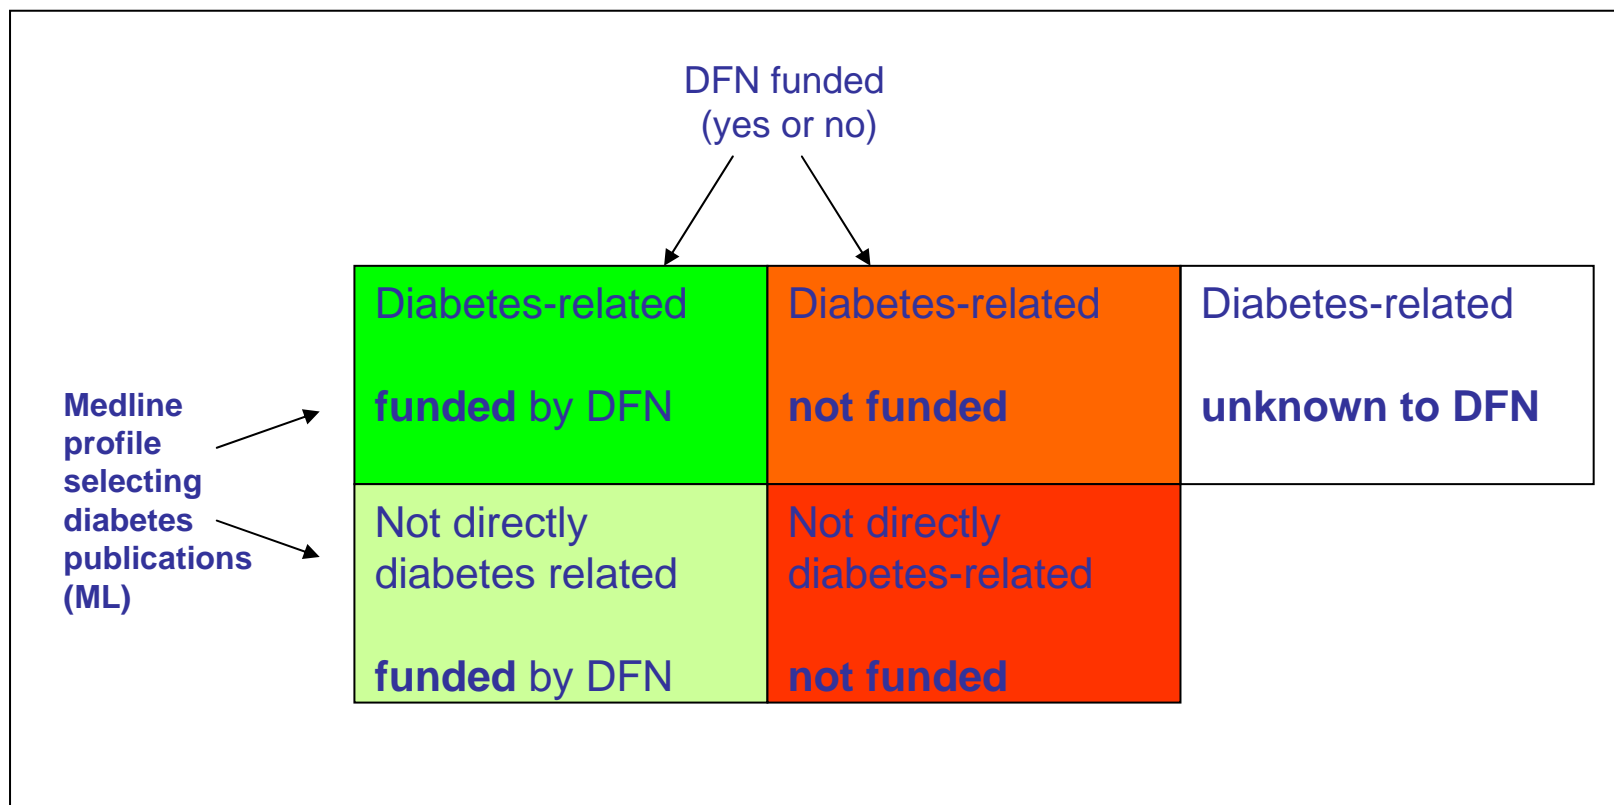 DFN funded
(yes or no)
Medline
profile
selecting
diabetes
publications
(ML)
Diabetes-related
funded by DFN
Diabetes-related
not funded
Diabetes-related
unknown to DFN
Not directly
diabetes related
funded by DFN
Not directly
diabetes-related
not funded